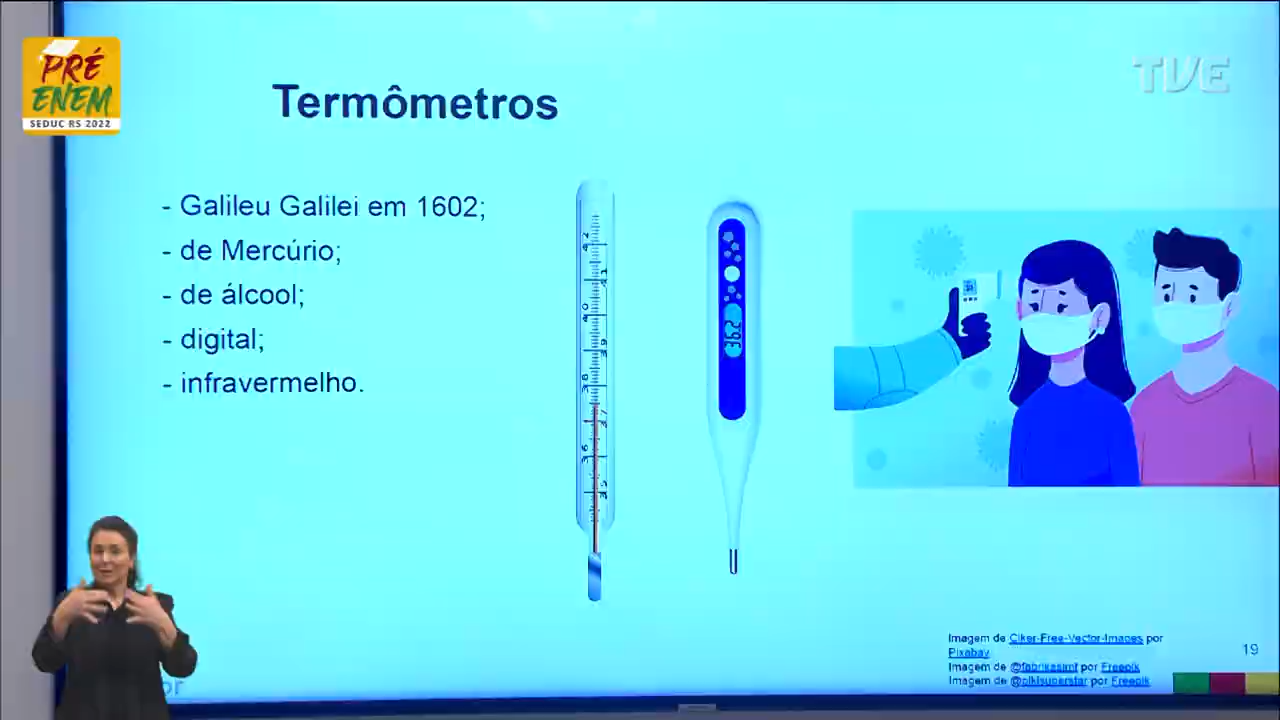 PRÉ
ENEM
SEDUC RS 2022
TVE
Termômetros
- Galileu Galilei em 1602;
- de Mercúrio;
- de álcool;
- digital;
- infravermelho.
36.2
Imagem de Clker-Free-Vector-Images por
Pixabay
Imagem de @fabrikasimf por Freepik
Imagem de @pikisuperstar por Freepik
19
or